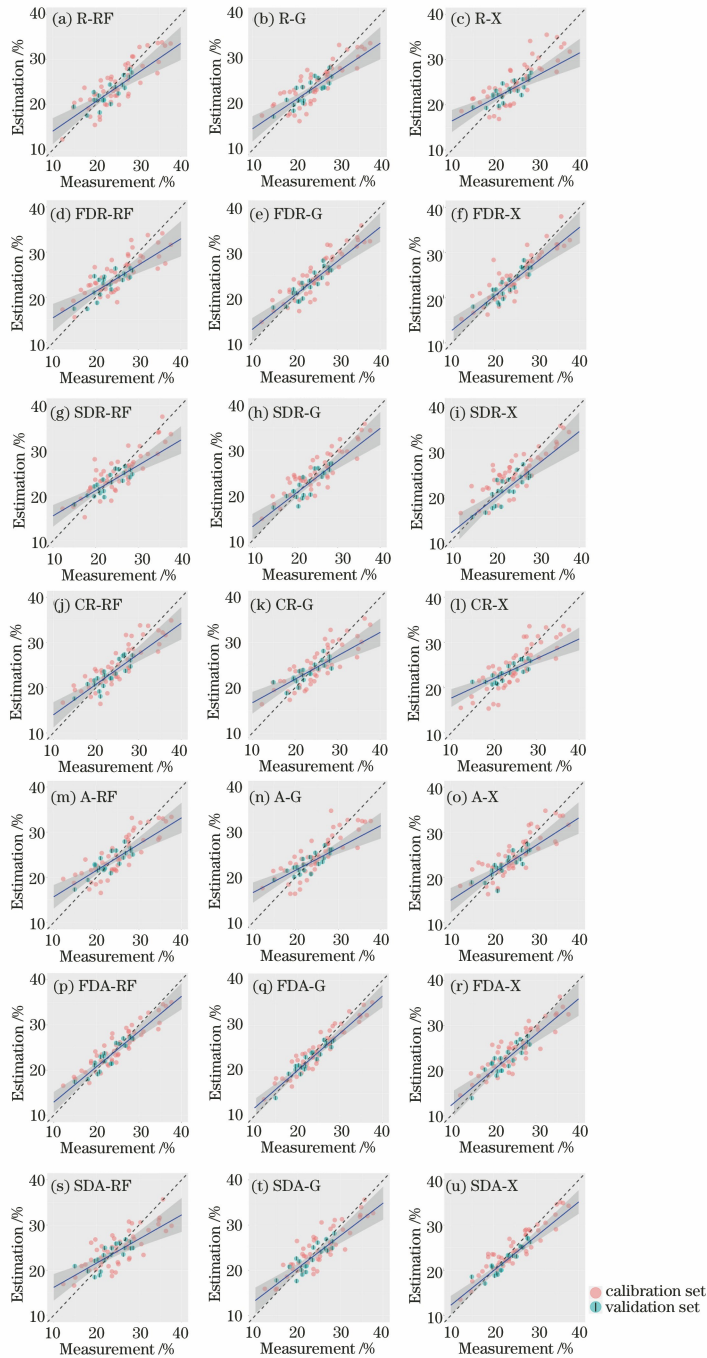 (a) R-RF
(b) R-G
(c) R-X
Estimation /%
40
30
20
10
10 20 30 40
Measurement /%
Estimation /%
40
30
20
10
10 20 30 40
Measurement /%
Estimation /%
40
30
20
10
10 20 30 40
Measurement /%
(d) FDR-RF
(e) FDR-G
(f) FDR-X
Estimation /%
40
30
20
10
10 20 30 40
Measurement /%
Estimation /%
40
30
20
10
10 20 30 40
Measurement /%
Estimation /%
40
30
20
10
10 20 30 40
Measurement /%
(g) SDR-RF
(h) SDR-G
(i) SDR-X
Estimation /%
40
30
20
10
10 20 30 40
Measurement /%
Estimation /%
40
30
20
10
10 20 30 40
Measurement /%
Estimation /%
40
30
20
10
10 20 30 40
Measurement /%
(j) CR-RF
(k) CR-G
(l) CR-X
Estimation /%
40
30
20
10
10 20 30 40
Measurement /%
Estimation /%
40
30
20
10
10 20 30 40
Measurement /%
Estimation /%
40
30
20
10
10 20 30 40
Measurement /%
(m) A-RF
(n) A-G
(o) A-X
Estimation /%
40
30
20
10
10 20 30 40
Measurement /%
Estimation /%
40
30
20
10
10 20 30 40
Measurement /%
Estimation /%
40
30
20
10
10 20 30 40
Measurement /%
(p) FDA-RF
(q) FDA-G
(r) FDA-X
Estimation /%
40
30
20
10
10 20 30 40
Measurement /%
Estimation /%
40
30
20
10
10 20 30 40
Measurement /%
Estimation /%
40
30
20
10
10 20 30 40
Measurement /%
(s) SDA-RF
(t) SDA-G
(u) SDA-X
Estimation /%
40
30
20
10
10 20 30 40
Measurement /%
Estimation /%
40
30
20
10
10 20 30 40
Measurement /%
Estimation /%
40
30
20
10
10 20 30 40
Measurement /%
calibration set
validation set